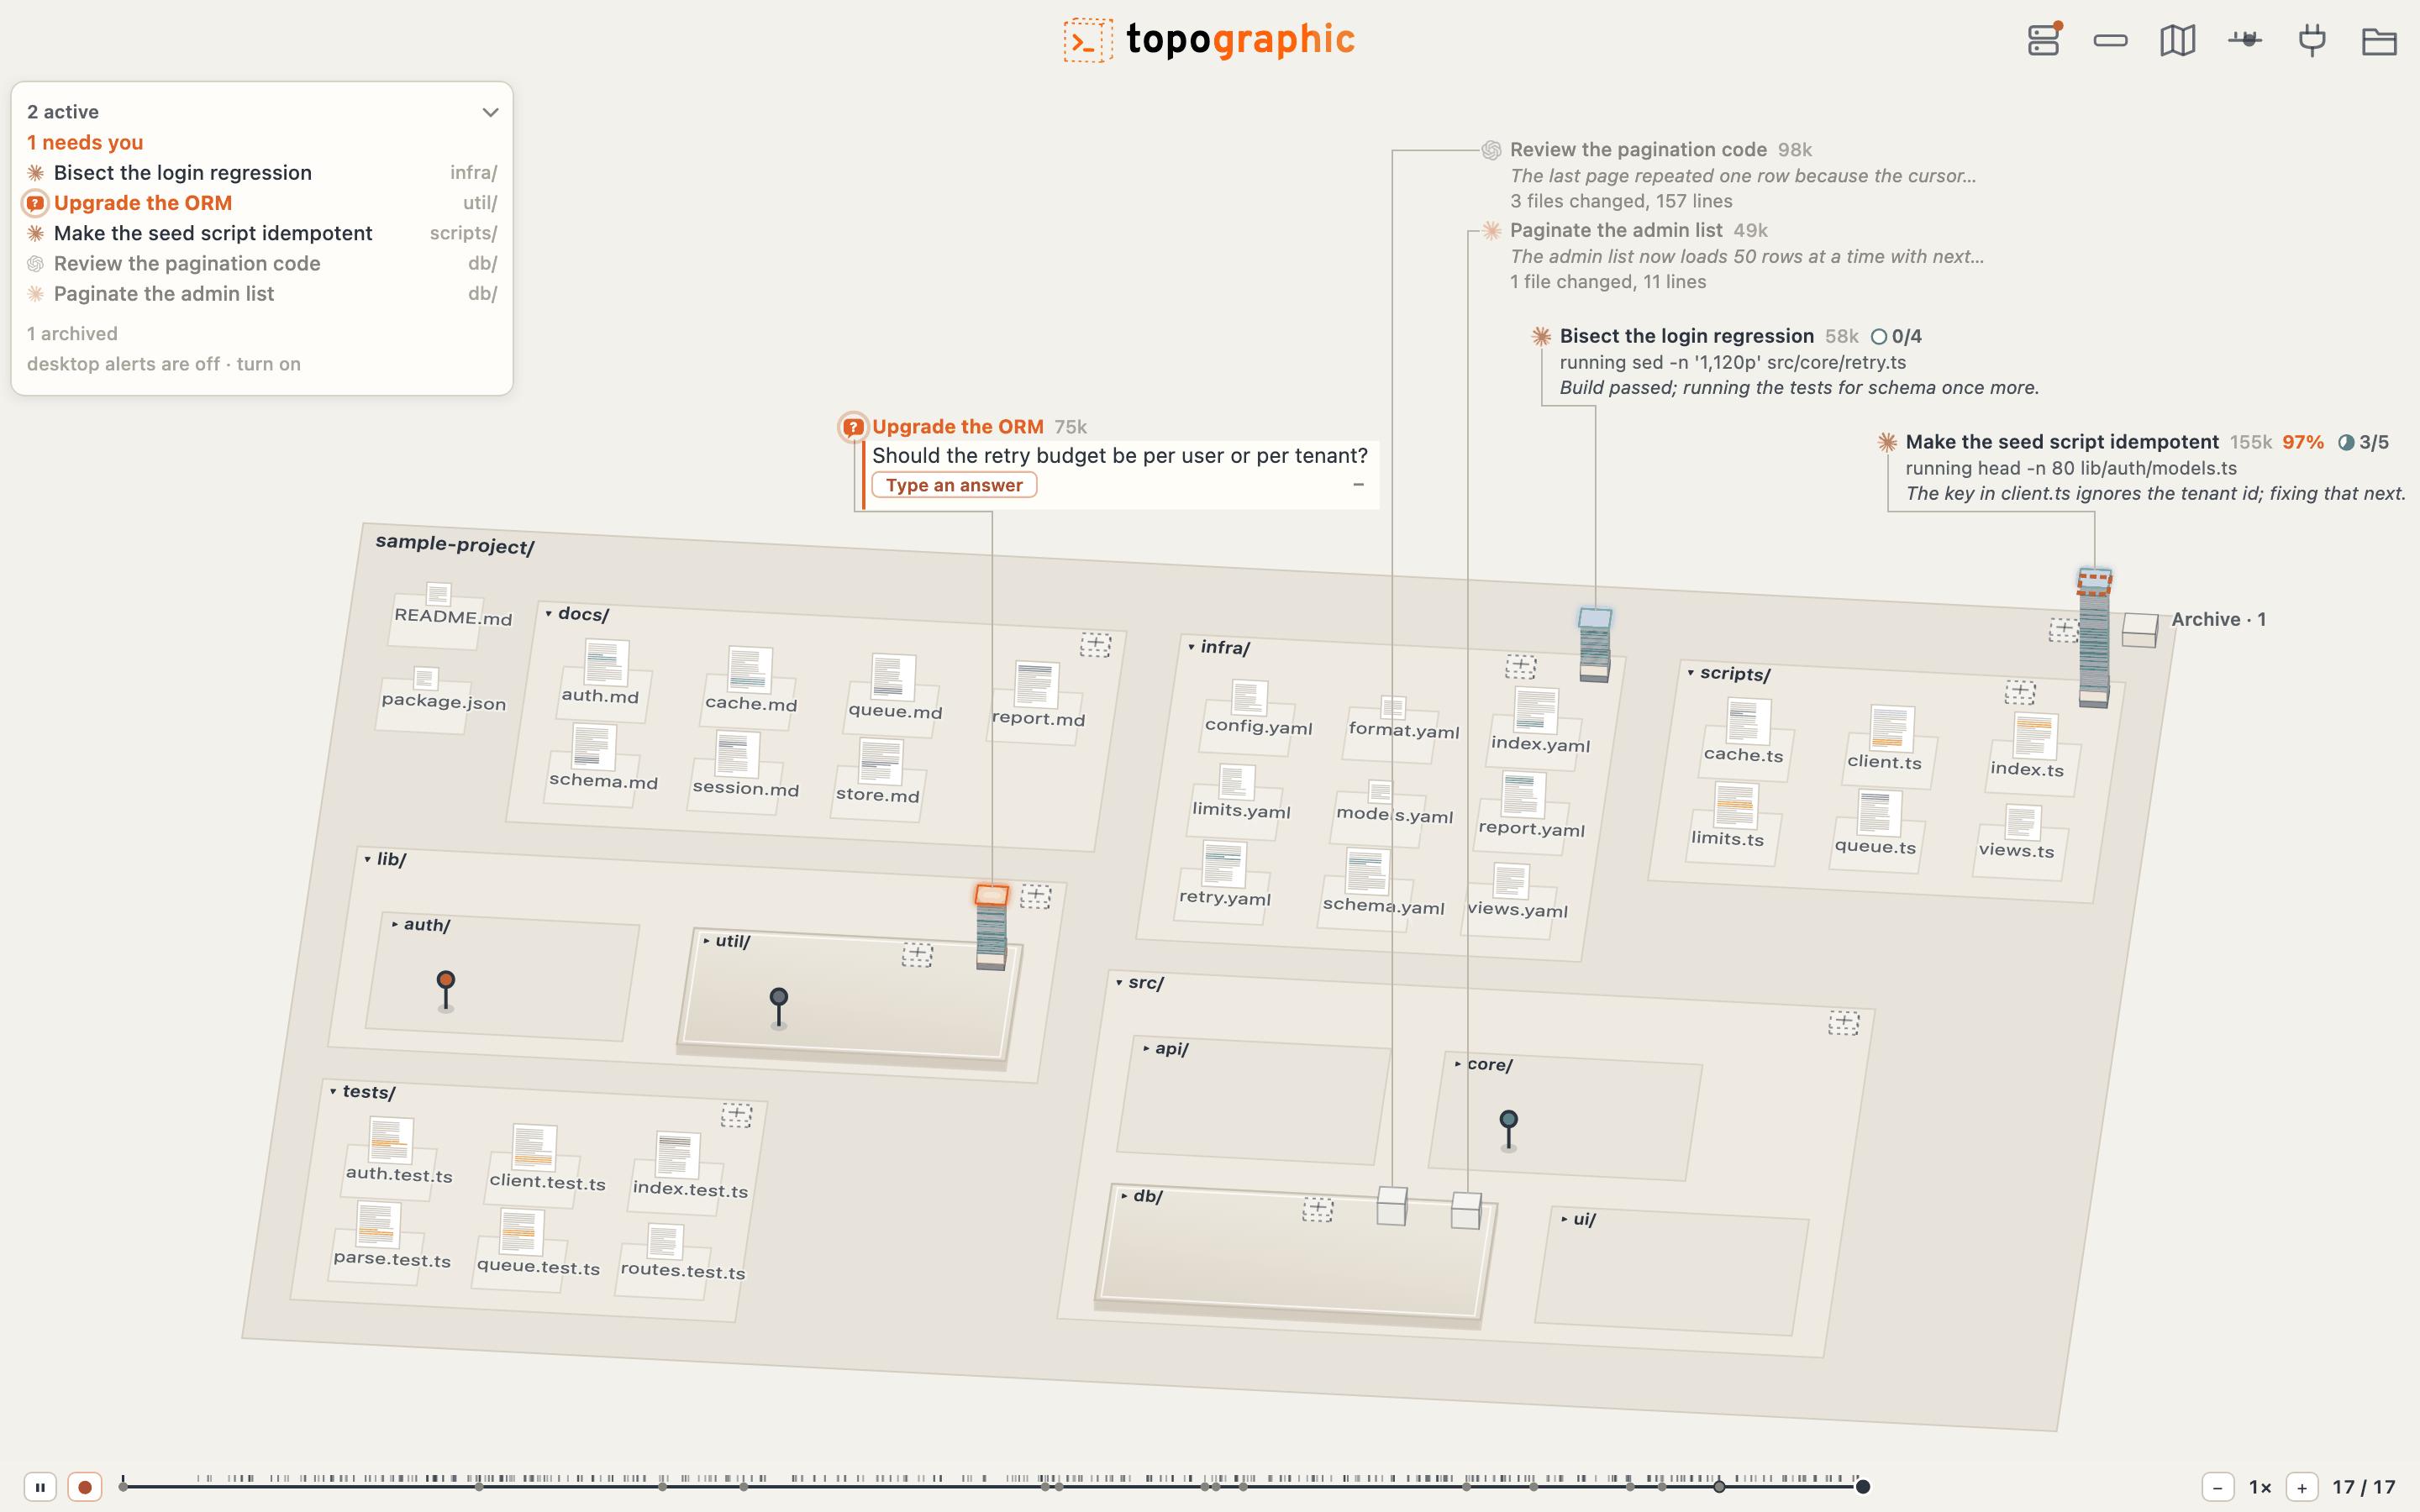 topographic
2 active
1 needs you
Bisect the login regression infra/
Upgrade the ORM util/
Make the seed script idempotent scripts/
Review the pagination code db/
Paginate the admin list db/
1 archived
desktop alerts are off · turn on
Review the pagination code 98k
The last page repeated one row because the cursor...
3 files changed, 157 lines
Paginate the admin list 49k
The admin list now loads 50 rows at a time with next...
1 file changed, 11 lines
Bisect the login regression 58k 0/4
running sed -n '1,120p' src/core/retry.ts
Build passed; running the tests for schema once more.
Upgrade the ORM 75k
Should the retry budget be per user or per tenant?
Type an answer
Make the seed script idempotent 155k 97% 3/5
running head -n 80 lib/auth/models.ts
The key in client.ts ignores the tenant id; fixing that next.
sample-project/
README.md
package.json
docs/
auth.md
cache.md
queue.md
report.md
schema.md
session.md
store.md
infra/
config.yaml
format.yaml
index.yaml
limits.yaml
models.yaml
report.yaml
retry.yaml
schema.yaml
views.yaml
Archive · 1
scripts/
cache.ts
client.ts
index.ts
limits.ts
queue.ts
views.ts
lib/
auth/
util/
tests/
auth.test.ts
client.test.ts
index.test.ts
parse.test.ts
queue.test.ts
routes.test.ts
src/
api/
core/
db/
ui/
− 1× + 17 / 17